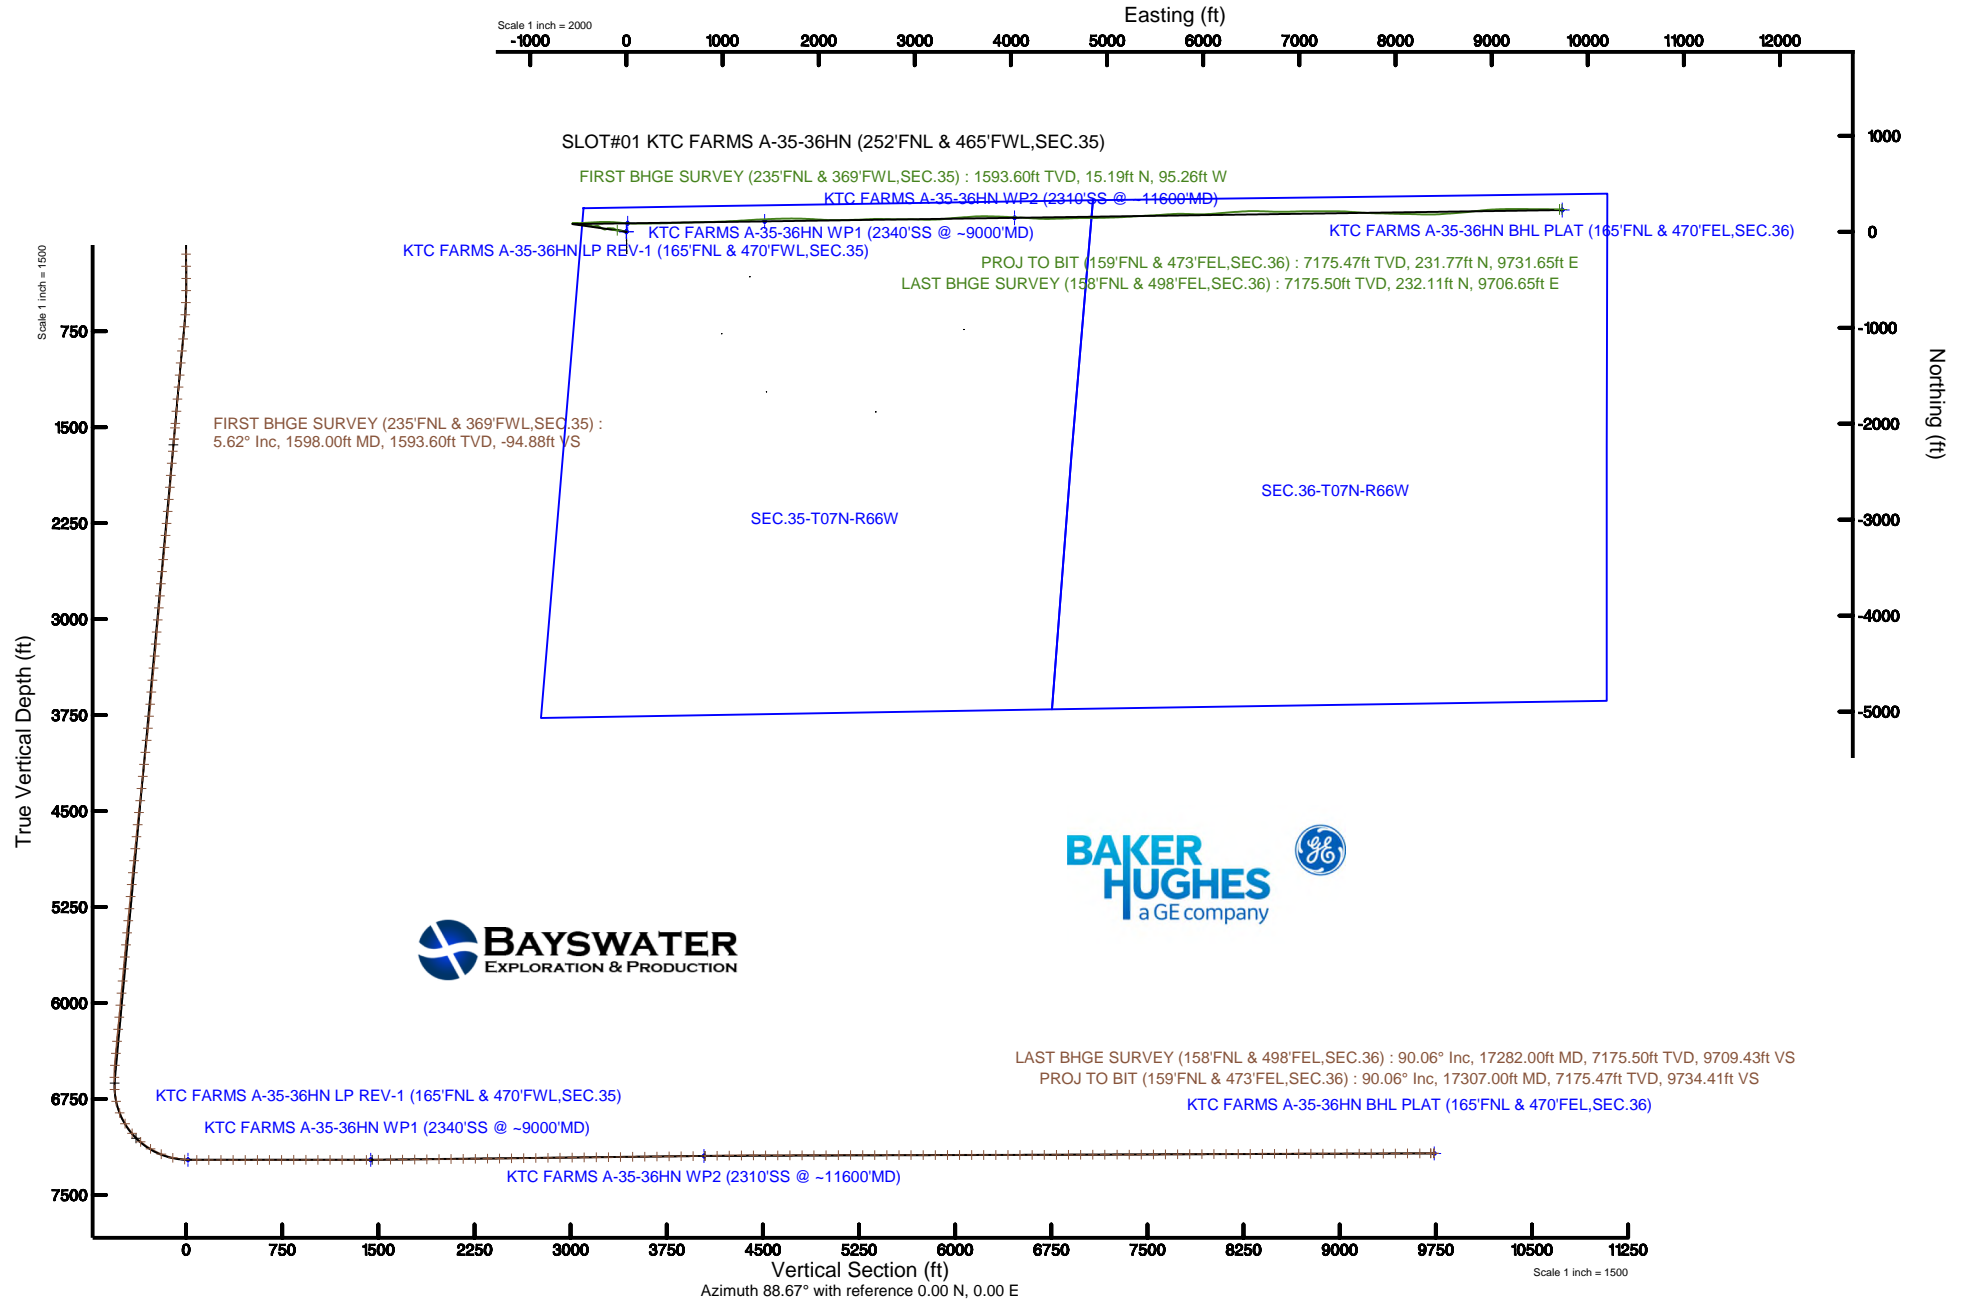 Easting (ft)
Scale 1 inch = 2000
-1000 0 1000 2000 3000 4000 5000 6000 7000 8000 9000 10000 11000 12000
SLOT#01 KTC FARMS A-35-36HN (252'FNL & 465'FWL,SEC.35)
FIRST BHGE SURVEY (235'FNL & 369'FWL,SEC.35) : 1593.60ft TVD, 15.19ft N, 95.26ft W
KTC FARMS A-35-36HN WP2 (2310'SS @ ~11600'MD)
KTC FARMS A-35-36HN WP1 (2340'SS @ ~9000'MD)
KTC FARMS A-35-36HN BHL PLAT (165'FNL & 470'FEL,SEC.36)
KTC FARMS A-35-36HN LP REV-1 (165'FNL & 470'FWL,SEC.35)
PROJ TO BIT (159'FNL & 473'FEL,SEC.36) : 7175.47ft TVD, 231.77ft N, 9731.65ft E
LAST BHGE SURVEY (158'FNL & 498'FEL,SEC.36) : 7175.50ft TVD, 232.11ft N, 9706.65ft E
1000
0
-1000
-2000
-3000
-4000
-5000
Northing (ft)
SEC.35-T07N-R66W
SEC.36-T07N-R66W
Scale 1 inch = 1500
750
1500
2250
3000
3750
4500
5250
6000
6750
7500
True Vertical Depth (ft)
FIRST BHGE SURVEY (235'FNL & 369'FWL,SEC.35) :
5.62° Inc, 1598.00ft MD, 1593.60ft TVD, -94.88ft VS
BAKER
HUGHES
a GE company
GE
BAYSWATER
EXPLORATION & PRODUCTION
LAST BHGE SURVEY (158'FNL & 498'FEL,SEC.36) : 90.06° Inc, 17282.00ft MD, 7175.50ft TVD, 9709.43ft VS
PROJ TO BIT (159'FNL & 473'FEL,SEC.36) : 90.06° Inc, 17307.00ft MD, 7175.47ft TVD, 9734.41ft VS
KTC FARMS A-35-36HN BHL PLAT (165'FNL & 470'FEL,SEC.36)
KTC FARMS A-35-36HN LP REV-1 (165'FNL & 470'FWL,SEC.35)
KTC FARMS A-35-36HN WP1 (2340'SS @ ~9000'MD)
KTC FARMS A-35-36HN WP2 (2310'SS @ ~11600'MD)
0 750 1500 2250 3000 3750 4500 5250 6000 6750 7500 8250 9000 9750 10500 11250
Vertical Section (ft)
Scale 1 inch = 1500
Azimuth 88.67° with reference 0.00 N, 0.00 E